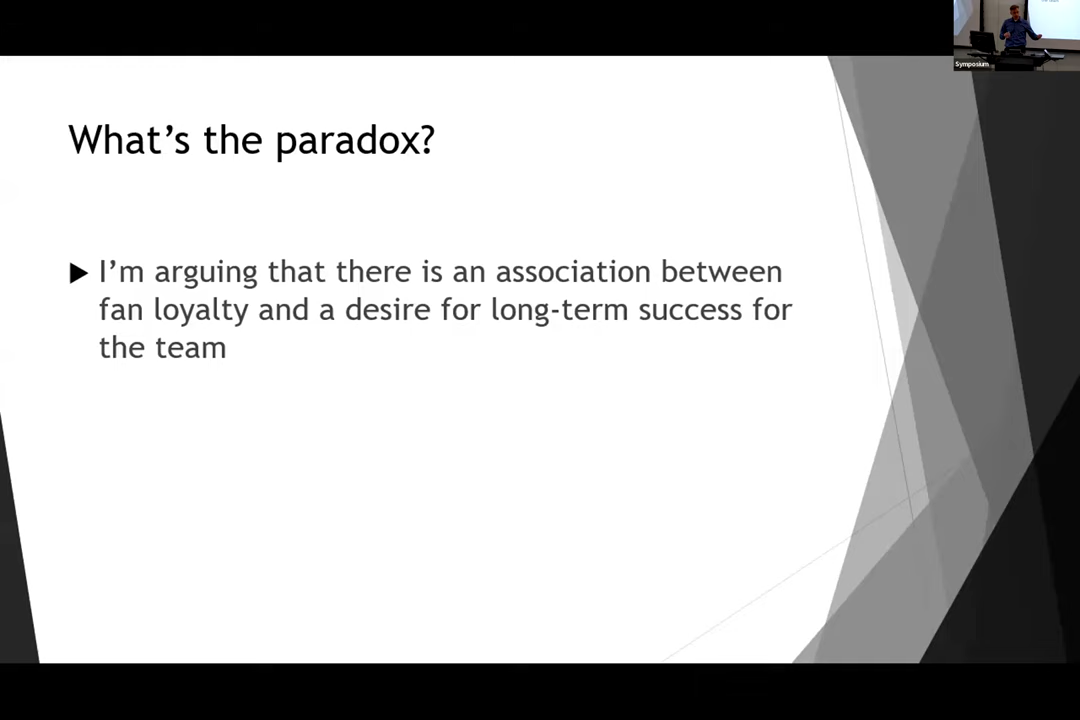 Symposium
What’s the paradox?
I’m arguing that there is an association between
fan loyalty and a desire for long-term success for
the team